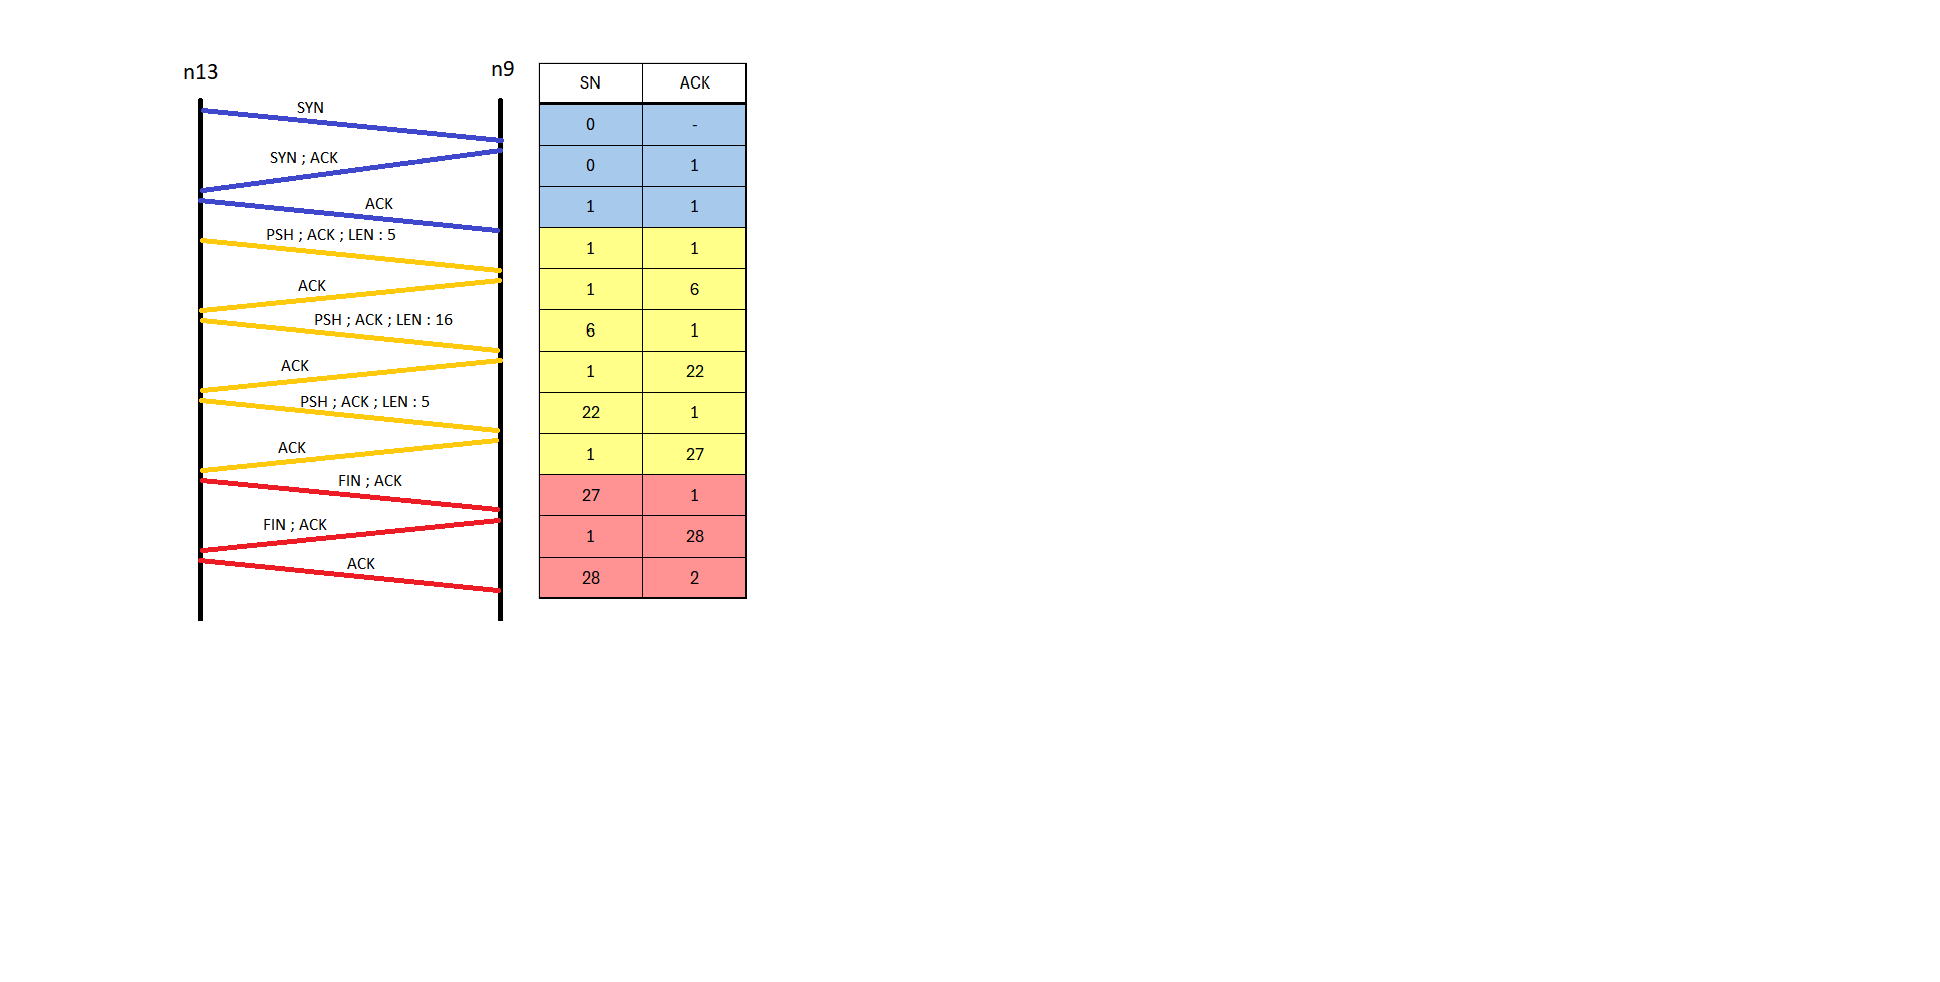 n13 n9
SN ACK
SYN
0 -
SYN ; ACK
0 1
ACK
1 1
PSH ; ACK ; LEN : 5
1 1
ACK
1 6
PSH ; ACK ; LEN : 16
6 1
ACK
1 22
PSH ; ACK ; LEN : 5
22 1
ACK
1 27
FIN ; ACK
27 1
FIN ; ACK
1 28
ACK
28 2